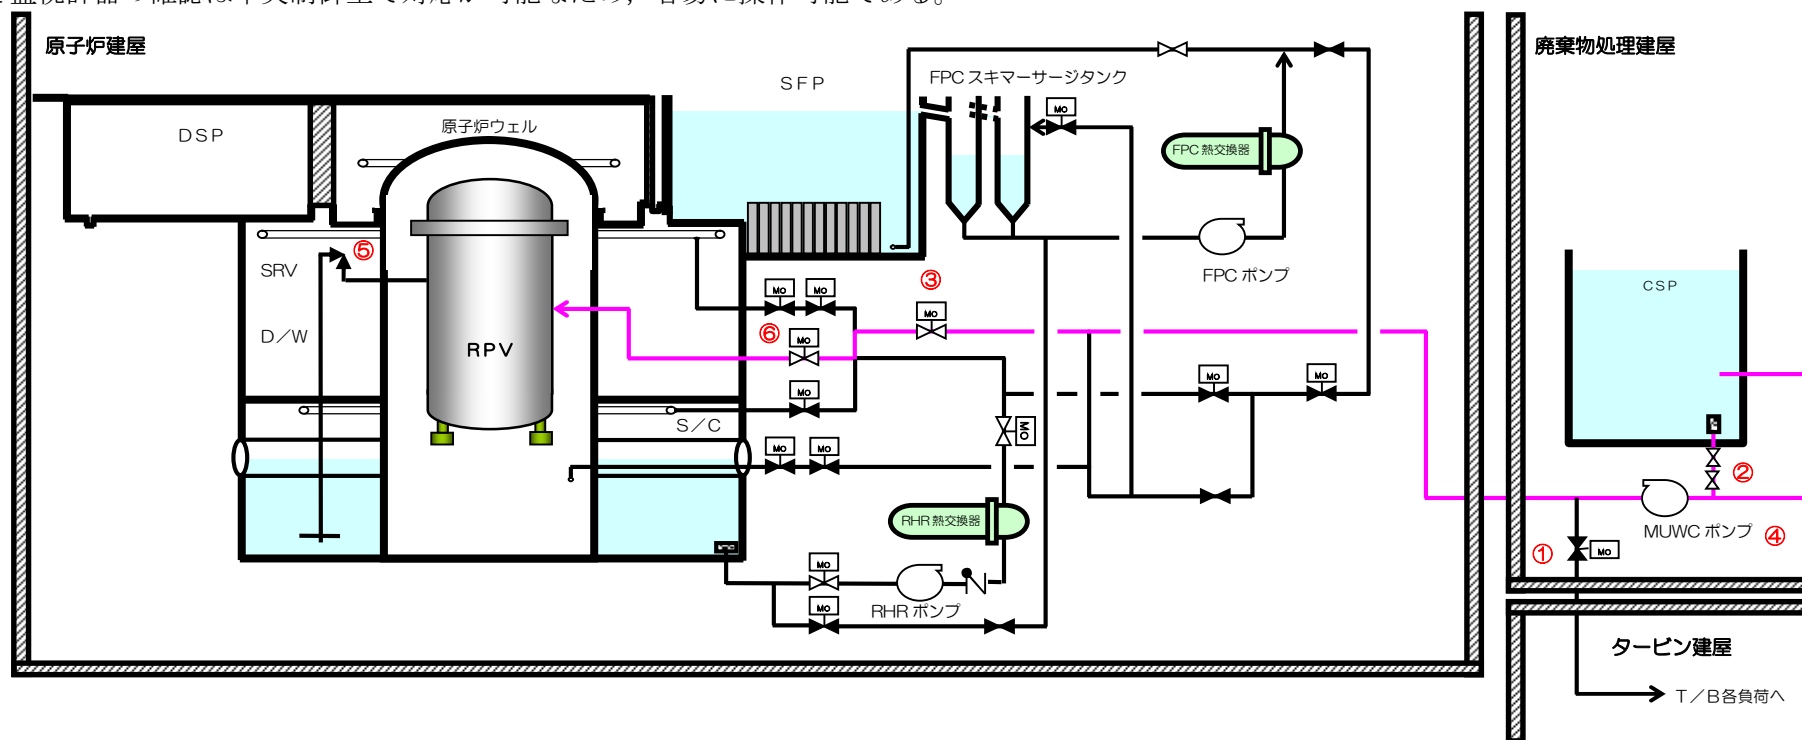 原子炉建屋
廃棄物処理建屋
SFP
FPC スキマーサージタンク
MO
DSP
原子炉ウェル
FPC 熱交換器
⑤
SRV
FPC ポンプ
③
CSP
MO
MO
MO
⑥
D／W
MO
RPV
MO
MO
MO
S／C
MO
MO
MO
②
RHR 熱交換器
MUWC ポンプ
④
①
MO
MO
RHR ポンプ
MO
タービン建屋
T／B各負荷へ